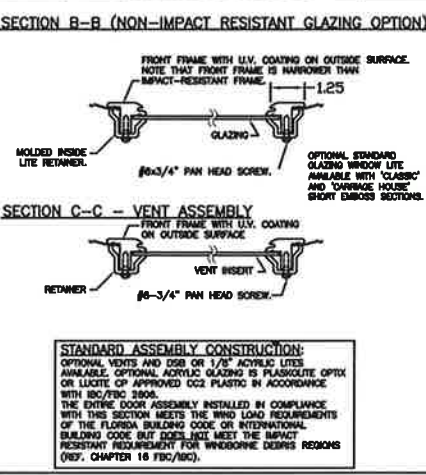 SECTION B-B (NON-IMPACT RESISTANT GLAZING OPTION)
FRONT FRAME WITH U.V. COATING ON OUTSIDE SURFACE.
NOTE THAT FRONT FRAME IS NARROWER THAN
IMPACT-RESISTANT FRAME.
1.25
GLAZING
MOLDED INSIDE
LITE RETAINER.
#6x3/4" PAN HEAD SCREW.
OPTIONAL STANDARD
GLAZING WINDOW LITE
AVAILABLE WITH 'CLASSIC'
AND 'CARRIAGE HOUSE'
SHORT EMBOSS SECTIONS.
SECTION C-C - VENT ASSEMBLY
FRONT FRAME WITH U.V. COATING
ON OUTSIDE SURFACE
VENT INSERT
RETAINER
#6-3/4" PAN HEAD SCREW.
STANDARD ASSEMBLY CONSTRUCTION:
OPTIONAL VENTS AND DSB OR 1/8" ACRYLIC LITES
AVAILABLE. OPTIONAL ACRYLIC GLAZING IS PLASKOLITE OPTIX
OR LUCITE CP APPROVED CC2 PLASTIC IN ACCORDANCE
WITH IBC/FBC 2606.
THE ENTIRE DOOR ASSEMBLY INSTALLED IN COMPLIANCE
WITH THIS SECTION MEETS THE WIND LOAD REQUIREMENTS
OF THE FLORIDA BUILDING CODE OR INTERNATIONAL
BUILDING CODE BUT DOES NOT MEET THE IMPACT
RESISTANT REQUIREMENT FOR WINDBORNE DEBRIS REGIONS
(REF. CHAPTER 16 FBC/IBC).